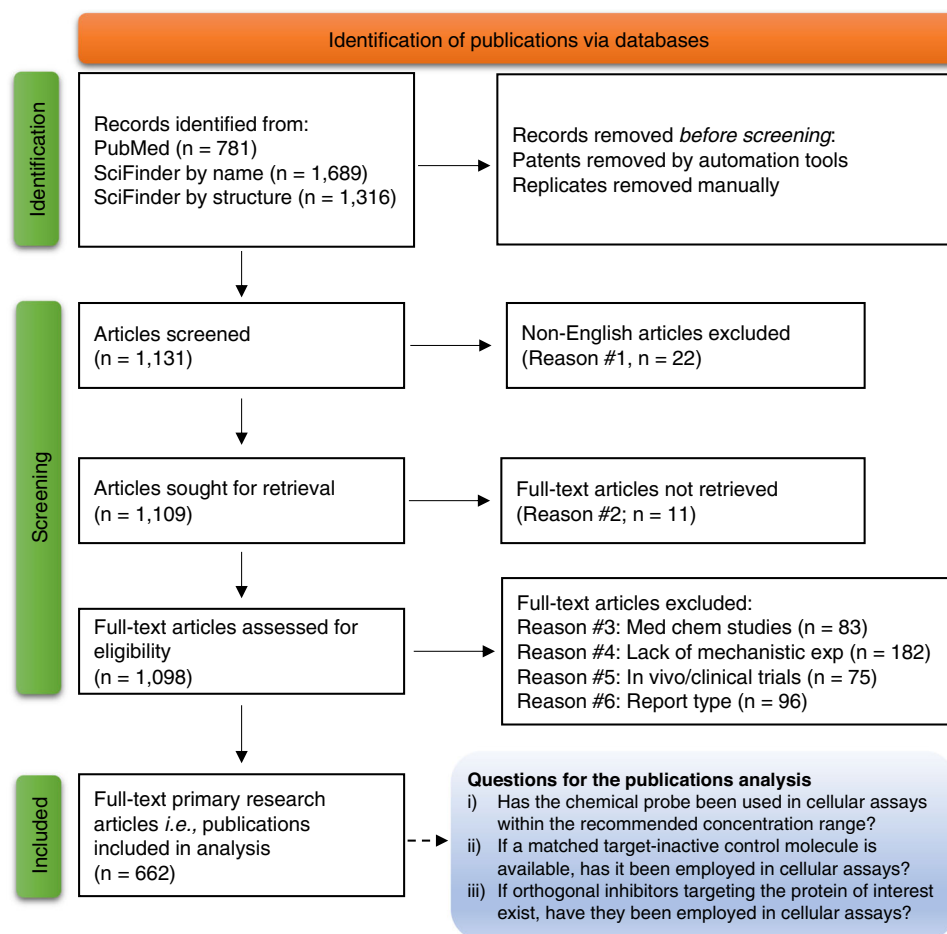 Identification of publications via databases
Identification
Records identified from:
PubMed (n = 781)
SciFinder by name (n = 1,689)
SciFinder by structure (n = 1,316)
Records removed before screening:
Patents removed by automation tools
Replicates removed manually
Screening
Articles screened
(n = 1,131)
Non-English articles excluded
(Reason #1, n = 22)
Articles sought for retrieval
(n = 1,109)
Full-text articles not retrieved
(Reason #2; n = 11)
Full-text articles assessed for
eligibility
(n = 1,098)
Full-text articles excluded:
Reason #3: Med chem studies (n = 83)
Reason #4: Lack of mechanistic exp (n = 182)
Reason #5: In vivo/clinical trials (n = 75)
Reason #6: Report type (n = 96)
Included
Full-text primary research
articles i.e., publications
included in analysis
(n = 662)
Questions for the publications analysis
i) Has the chemical probe been used in cellular assays
within the recommended concentration range?
ii) If a matched target-inactive control molecule is
available, has it been employed in cellular assays?
iii) If orthogonal inhibitors targeting the protein of interest
exist, have they been employed in cellular assays?